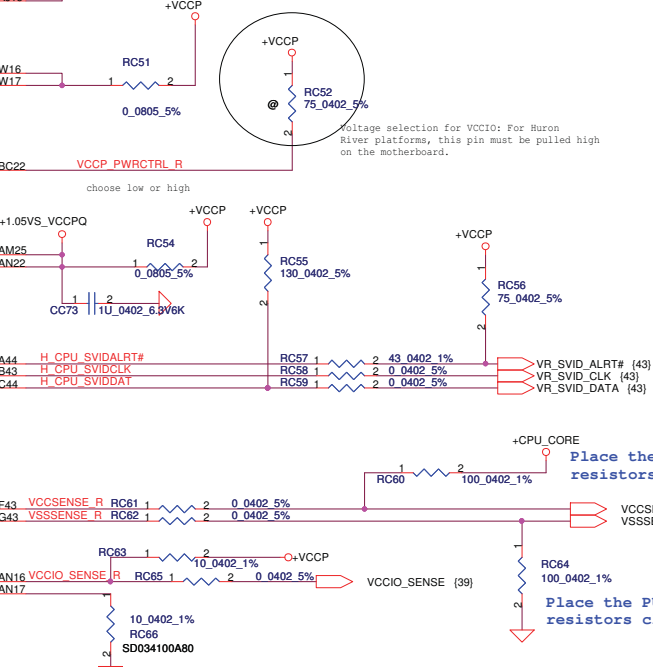 +VCCP
W16
W17
RC51
1
2
0_0805_5%
+VCCP
1
@
RC52
75_0402_5%
2
Voltage selection for VCCIO: For Huron
River platforms, this pin must be pulled high
on the motherboard.
BC22
VCCP_PWRCTRL_R
choose low or high
+1.05VS_VCCPQ
+VCCP
+VCCP
+VCCP
AM25
AN22
RC54
1
2
0_0805_5%
1
RC55
130_0402_5%
2
1
RC56
75_0402_5%
2
1
2
CC73
1U_0402_6.3V6K
A44 H_CPU_SVIDALRT# RC57 1 2 43_0402_1% VR_SVID_ALRT# {43}
B43 H_CPU_SVIDCLK RC58 1 2 0_0402_5% VR_SVID_CLK {43}
C44 H_CPU_SVIDDAT RC59 1 2 0_0402_5% VR_SVID_DATA {43}
+CPU_CORE
Place the
resistors
1
2
RC60
100_0402_1%
F43 VCCSENSE_R RC61 1 2 0_0402_5% VCCS
G43 VSSSENSE_R RC62 1 2 0_0402_5% VSSS
RC63
1
2
10_0402_1%
+VCCP
AN16 VCCIO_SENSE_R RC65 1 2 0_0402_5% VCCIO_SENSE {39}
AN17
1
RC64
100_0402_1%
2
1
10_0402_1%
RC66
SD034100A80
2
Place the P
resistors c